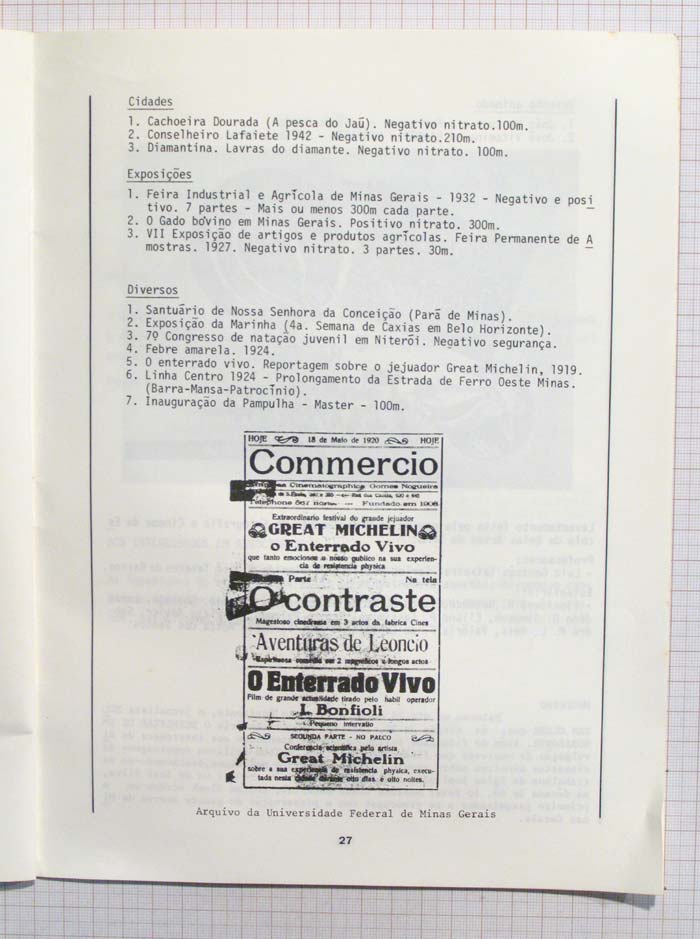 Cidades
1. Cachoeira Dourada (A pesca do Jaũ). Negativo nitrato.100m.
2. Conselheiro Lafaiete 1942 - Negativo nitrato.210m.
3. Diamantina. Lavras do diamante. Negativo nitrato. 100m.
Exposições
1. Feira Industrial e Agrícola de Minas Gerais - 1932 - Negativo e posi
tivo. 7 partes - Mais ou menos 300m cada parte.
2. O Gado bovino em Minas Gerais. Positivo nitrato. 300m.
3. VII Exposição de artigos e produtos agrícolas. Feira Permanente de A
mostras. 1927. Negativo nitrato. 3 partes. 30m.
Diversos
1. Santuário de Nossa Senhora da Conceição (Pará de Minas).
2. Exposição da Marinha (4a. Semana de Caxias em Belo Horizonte).
3. 7º Congresso de natação juvenil em Niterói. Negativo segurança.
4. Febre amarela. 1924.
5. O enterrado vivo. Reportagem sobre o jejuador Great Michelin, 1919.
6. Linha Centro 1924 - Prolongamento da Estrada de Ferro Oeste Minas.
(Barra-Mansa-Patrocínio).
7. Inauguração da Pampulha - Master - 100m.
HOJE 18 de Maio de 1920 HOJE
Commercio
Cinematographica Gomes Nogueira
Telephone 567 norte — Fundado em 1908
Extraordinario festival do grande jejuador
GREAT MICHELIN
o Enterrado Vivo
que tanto emocionou o nosso publico na sua experien-
cia de resistencia physica
Parte Na tela
O contraste
Magestoso cinedrama em 3 actos da fabrica Cines
Aventuras de Leoncio
Espirituosa comedia em 2 magnificos e longos actos
O Enterrado Vivo
Film de grande actualidade tirado pelo habil operador
I. Bonfioli
Pequeno intervallo
SEGUNDA PARTE - NO PALCO
Conferencia scientifica pelo artista
Great Michelin
sobre a sua experiencia de resistencia physica, execu-
tada nesta cidade durante oito dias e oito noites.
Arquivo da Universidade Federal de Minas Gerais
27